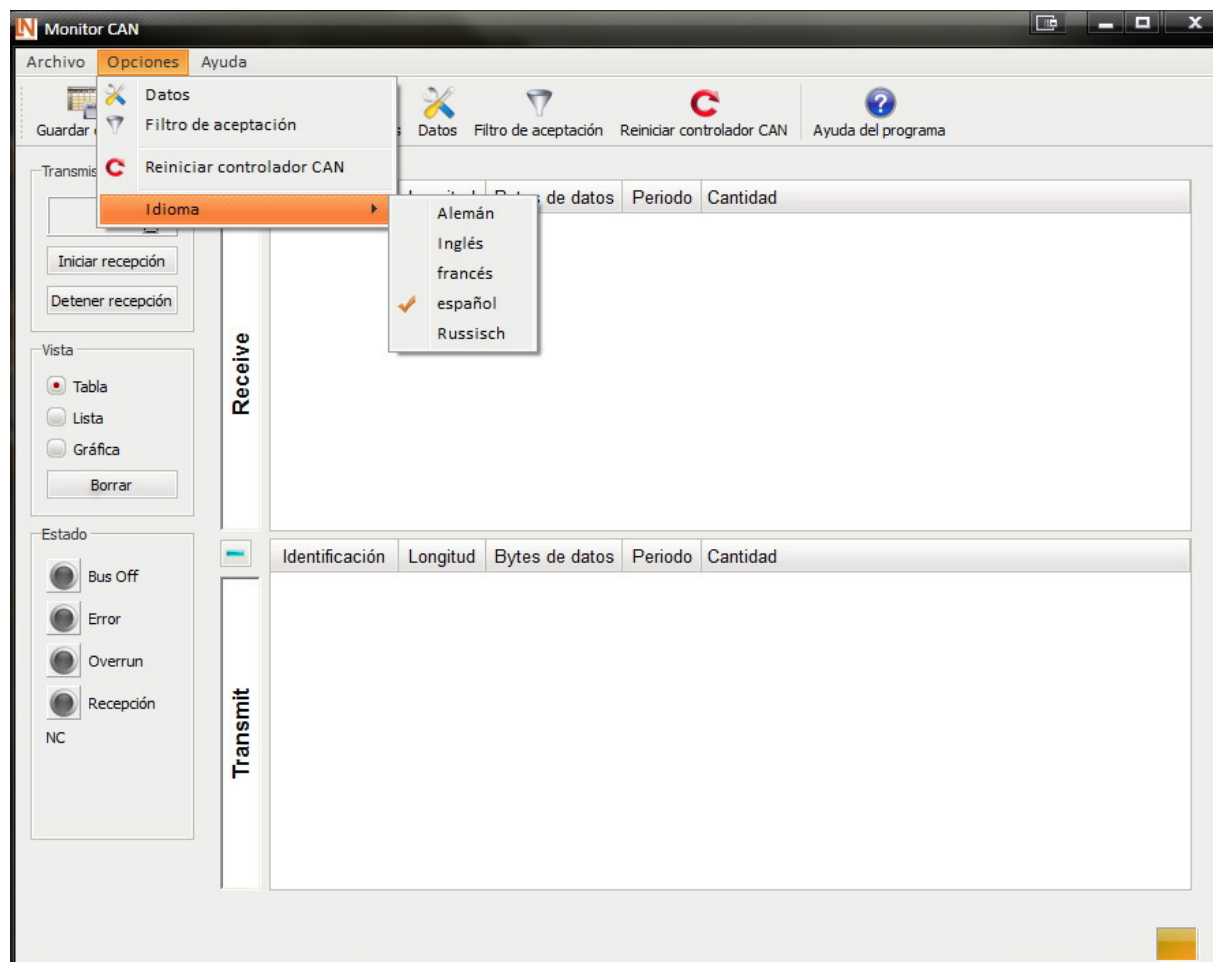 LN Monitor CAN
Archivo Opciones Ayuda
Datos
Filtro de aceptación
Reiniciar controlador CAN
Idioma
Alemán
Inglés
francés
español
Russisch
Guardar
Datos Filtro de aceptación Reiniciar controlador CAN Ayuda del programa
de datos Periodo Cantidad
Iniciar recepción
Detener recepción
Vista
Tabla
Lista
Gráfica
Borrar
Receive
Estado
Bus Off
Error
Overrun
Recepción
NC
Identificación Longitud Bytes de datos Periodo Cantidad
Transmit